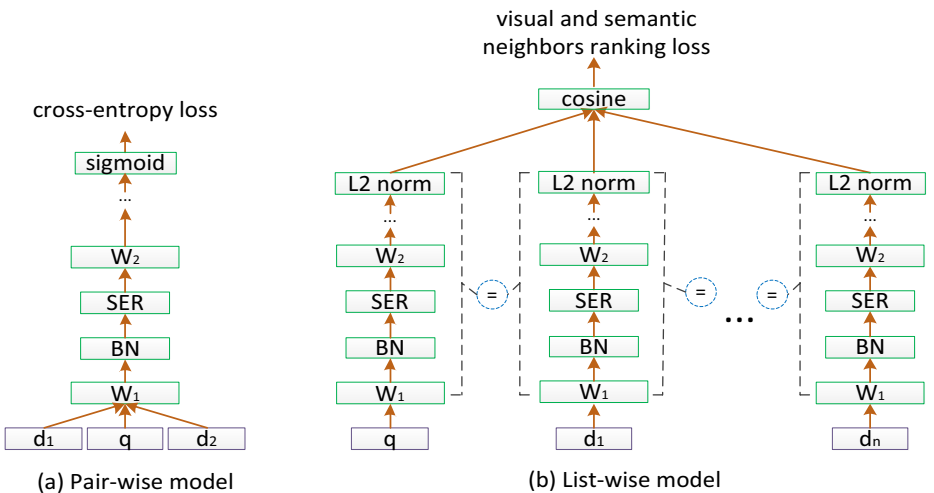 cross-entropy loss
sigmoid
...
W₂
SER
BN
W₁
d₁ q d₂
(a) Pair-wise model
visual and semantic
neighbors ranking loss
cosine
L2 norm L2 norm L2 norm
... ... ...
W₂ W₂ W₂
= = =
SER SER SER
...
BN BN BN
W₁ W₁ W₁
q d₁ dₙ
(b) List-wise model